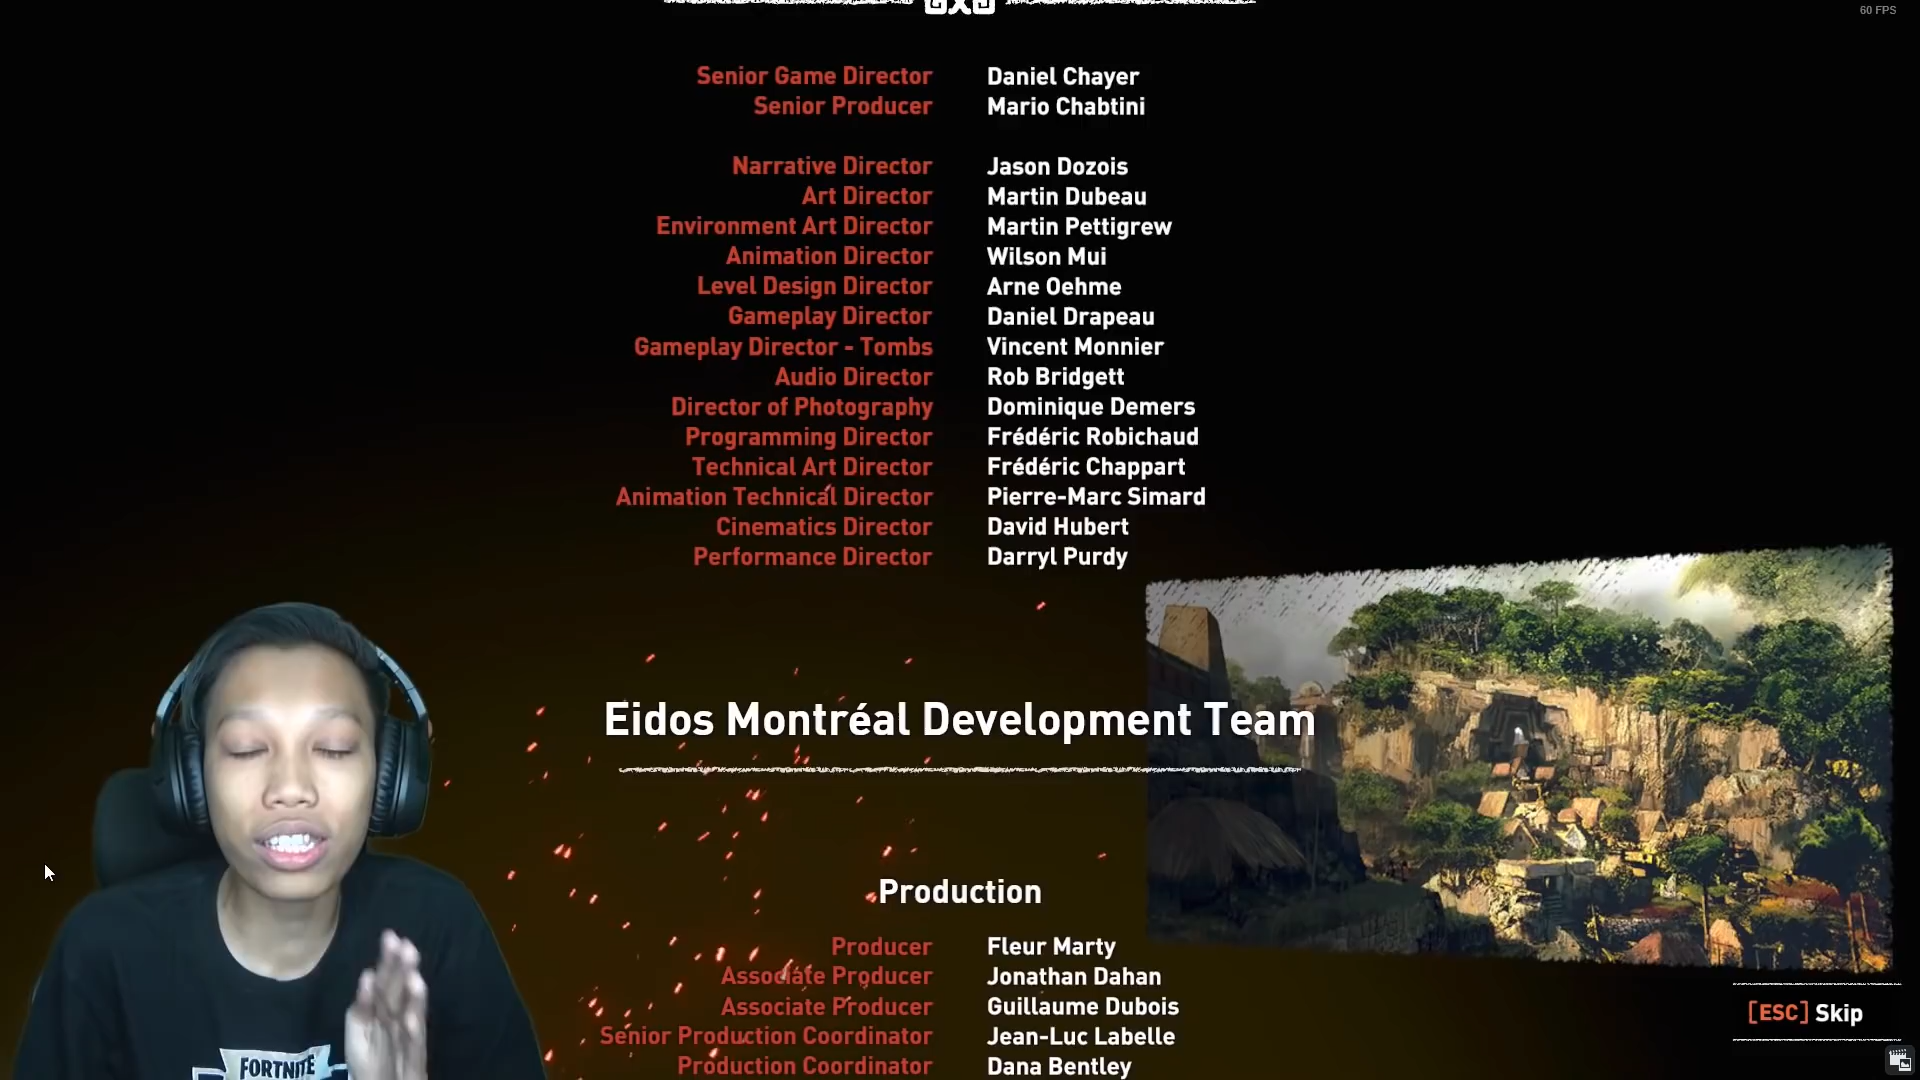 60 FPS
Senior Game Director Daniel Chayer
Senior Producer Mario Chabtini
Narrative Director Jason Dozois
Art Director Martin Dubeau
Environment Art Director Martin Pettigrew
Animation Director Wilson Mui
Level Design Director Arne Oehme
Gameplay Director Daniel Drapeau
Gameplay Director - Tombs Vincent Monnier
Audio Director Rob Bridgett
Director of Photography Dominique Demers
Programming Director Frédéric Robichaud
Technical Art Director Frédéric Chappart
Animation Technical Director Pierre-Marc Simard
Cinematics Director David Hubert
Performance Director Darryl Purdy
Eidos Montréal Development Team
Production
Producer Fleur Marty
Associate Producer Jonathan Dahan
Associate Producer Guillaume Dubois
Senior Production Coordinator Jean-Luc Labelle
Production Coordinator Dana Bentley
[ESC] Skip
FORTNITE